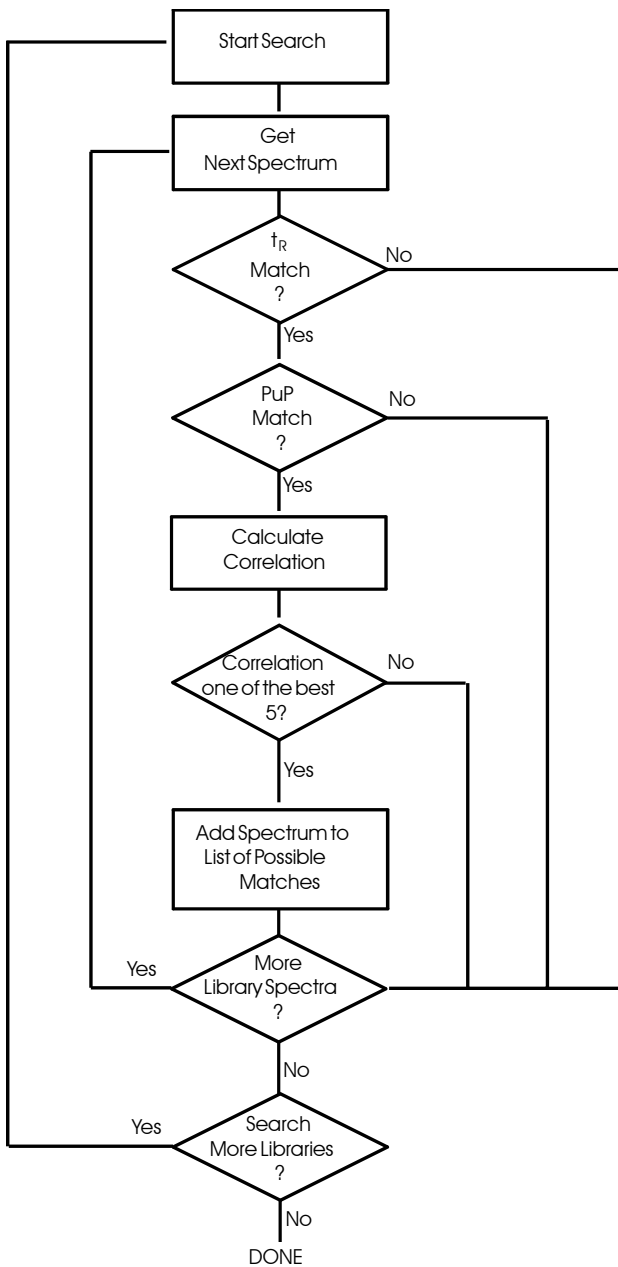 Start Search
Get
Next Spectrum
tR
Match
?
No
Yes
PuP
Match
?
No
Yes
Calculate
Correlation
Correlation
one of the best
5?
No
Yes
Add Spectrum to
List of Possible
Matches
More
Library Spectra
?
Yes
No
Search
More Libraries
?
Yes
No
DONE